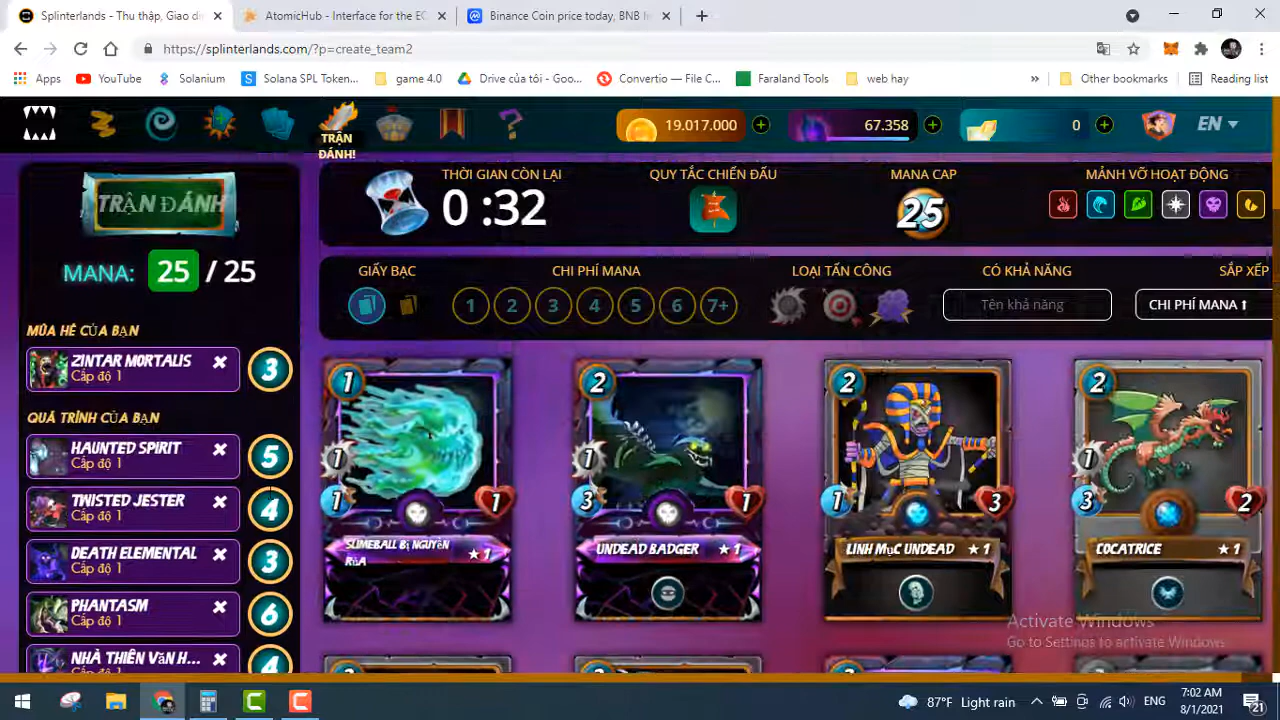 Splinterlands - Thu thập, Giao d
AtomicHub - Interface for the EO
Binance Coin price today, BNB h
https://splinterlands.com/?p=create_team2
Apps
YouTube
Solanium
Solana SPL Token...
game 4.0
Drive của tôi - Goo...
Convertio — File C...
Faraland Tools
web hay
Other bookmarks
Reading list
TRẬN
ĐÁNH!
19.017.000
67.358
0
EN
TRẬN ĐÁNH
MANA: 25 / 25
THỜI GIAN CÒN LẠI
0 :32
QUY TẮC CHIẾN ĐẤU
MANA CAP
25
MẢNH VỠ HOẠT ĐỘNG
GIẤY BẠC
CHI PHÍ MANA
1 2 3 4 5 6 7+
LOẠI TẤN CÔNG
CÓ KHẢ NĂNG
Tên khả năng
SẮP XẾP
CHI PHÍ MANA
MÙA HÈ CỦA BẠN
ZINTAR MORTALIS
Cấp độ 1
3
QUÁ TRÌNH CỦA BẠN
HAUNTED SPIRIT
Cấp độ 1
5
TWISTED JESTER
Cấp độ 1
4
DEATH ELEMENTAL
Cấp độ 1
3
PHANTASM
Cấp độ 1
6
NHÀ THIÊN VĂN H...
4
1
1
1
1
SLIMEBALL BỊ NGUYỀN
RỦA
★ 1
2
1
3
1
UNDEAD BADGER ★ 1
2
1
3
LINH MỤC UNDEAD ★ 1
2
1
3
2
COCATRICE ★ 1
Activate Windows
Go to Settings to activate Windows.
87°F Light rain
ENG
7:02 AM
8/1/2021
21